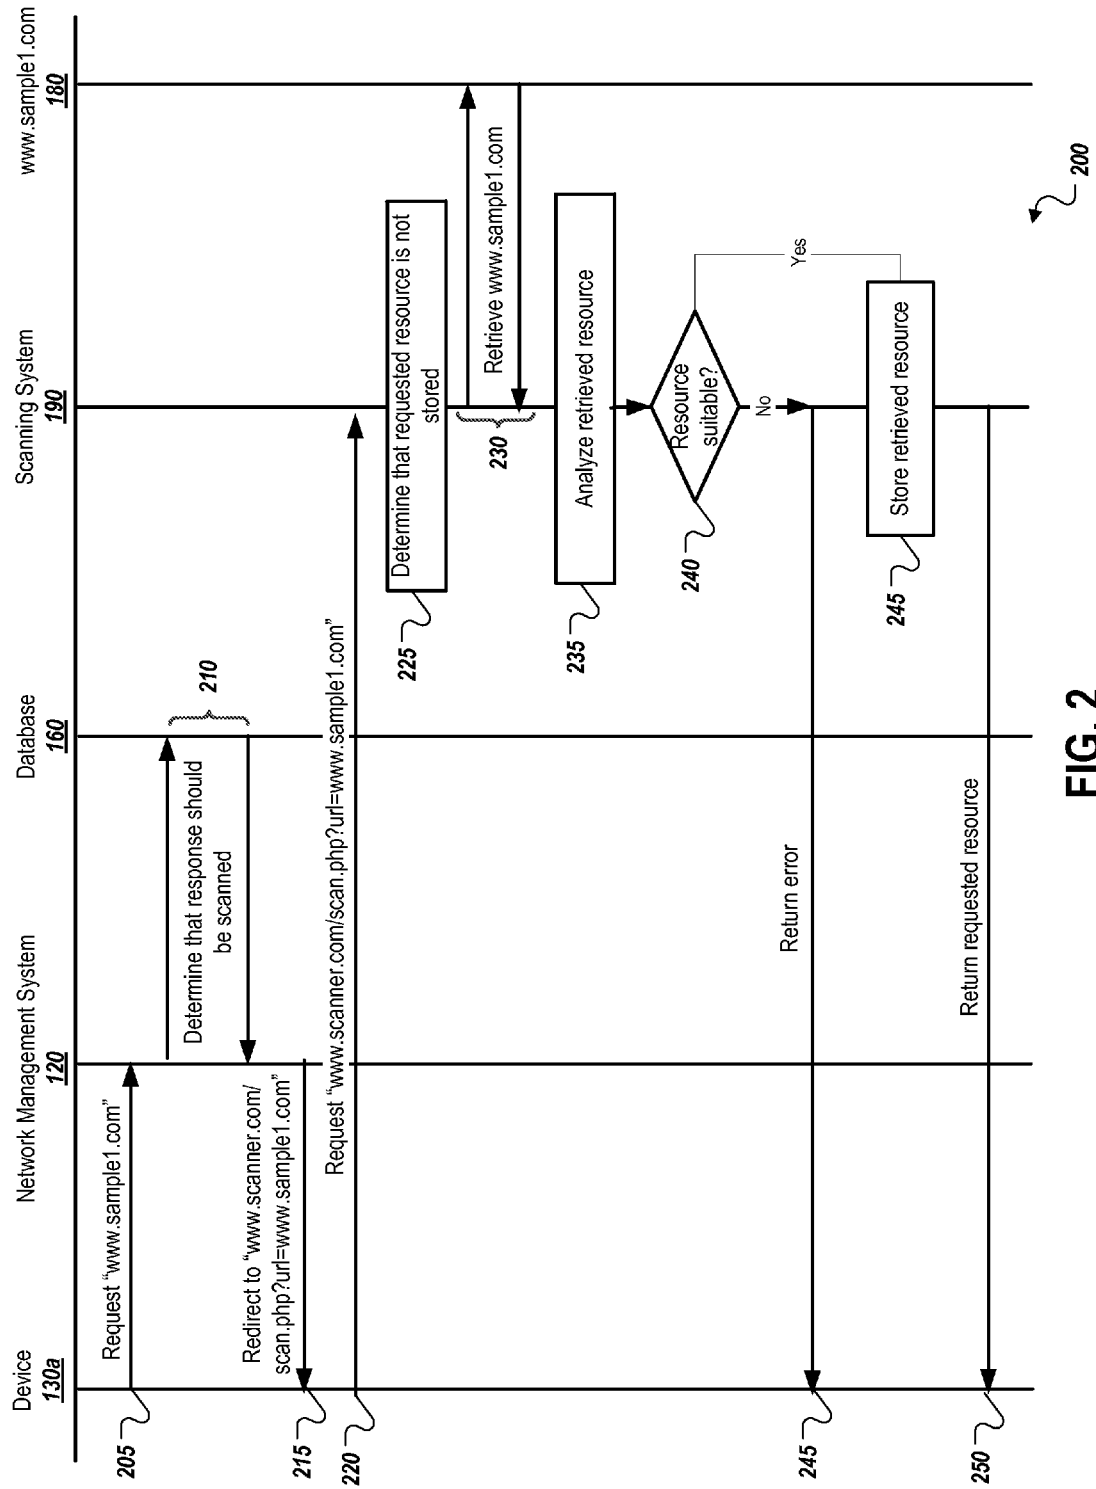 Device
130a
Network Management System
120
Database
160
Scanning System
190
www.sample1.com
180
205
Request “www.sample1.com”
210
Determine that response should
be scanned
215
Redirect to “www.scanner.com/
scan.php?url=www.sample1.com”
220
Request “www.scanner.com/scan.php?url=www.sample1.com”
225
Determine that requested resource is not
stored
230
Retrieve www.sample1.com
235
Analyze retrieved resource
240
Resource
suitable?
No
Yes
245
Return error
245
Store retrieved resource
250
Return requested resource
200
FIG. 2